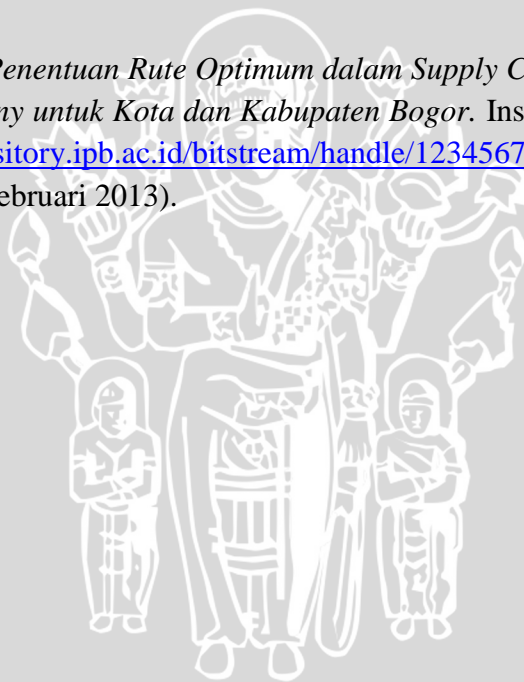 Penentuan Rute Optimum dalam Supply C
ny untuk Kota dan Kabupaten Bogor. Ins
sitory.ipb.ac.id/bitstream/handle/1234567
ebruari 2013).